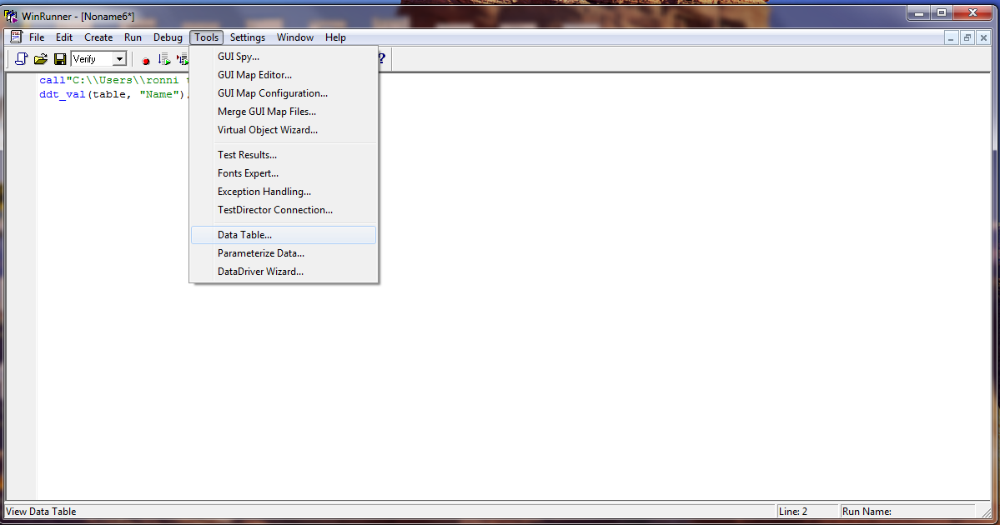 WinRunner - [Noname6*]
File Edit Create Run Debug Tools Settings Window Help
Verify ?
call"C:\\Users\\ronni
ddt_val(table, "Name")
GUI Spy...
GUI Map Editor...
GUI Map Configuration...
Merge GUI Map Files...
Virtual Object Wizard...
Test Results...
Fonts Expert...
Exception Handling...
TestDirector Connection...
Data Table...
Parameterize Data...
DataDriver Wizard...
View Data Table Line: 2 Run Name: